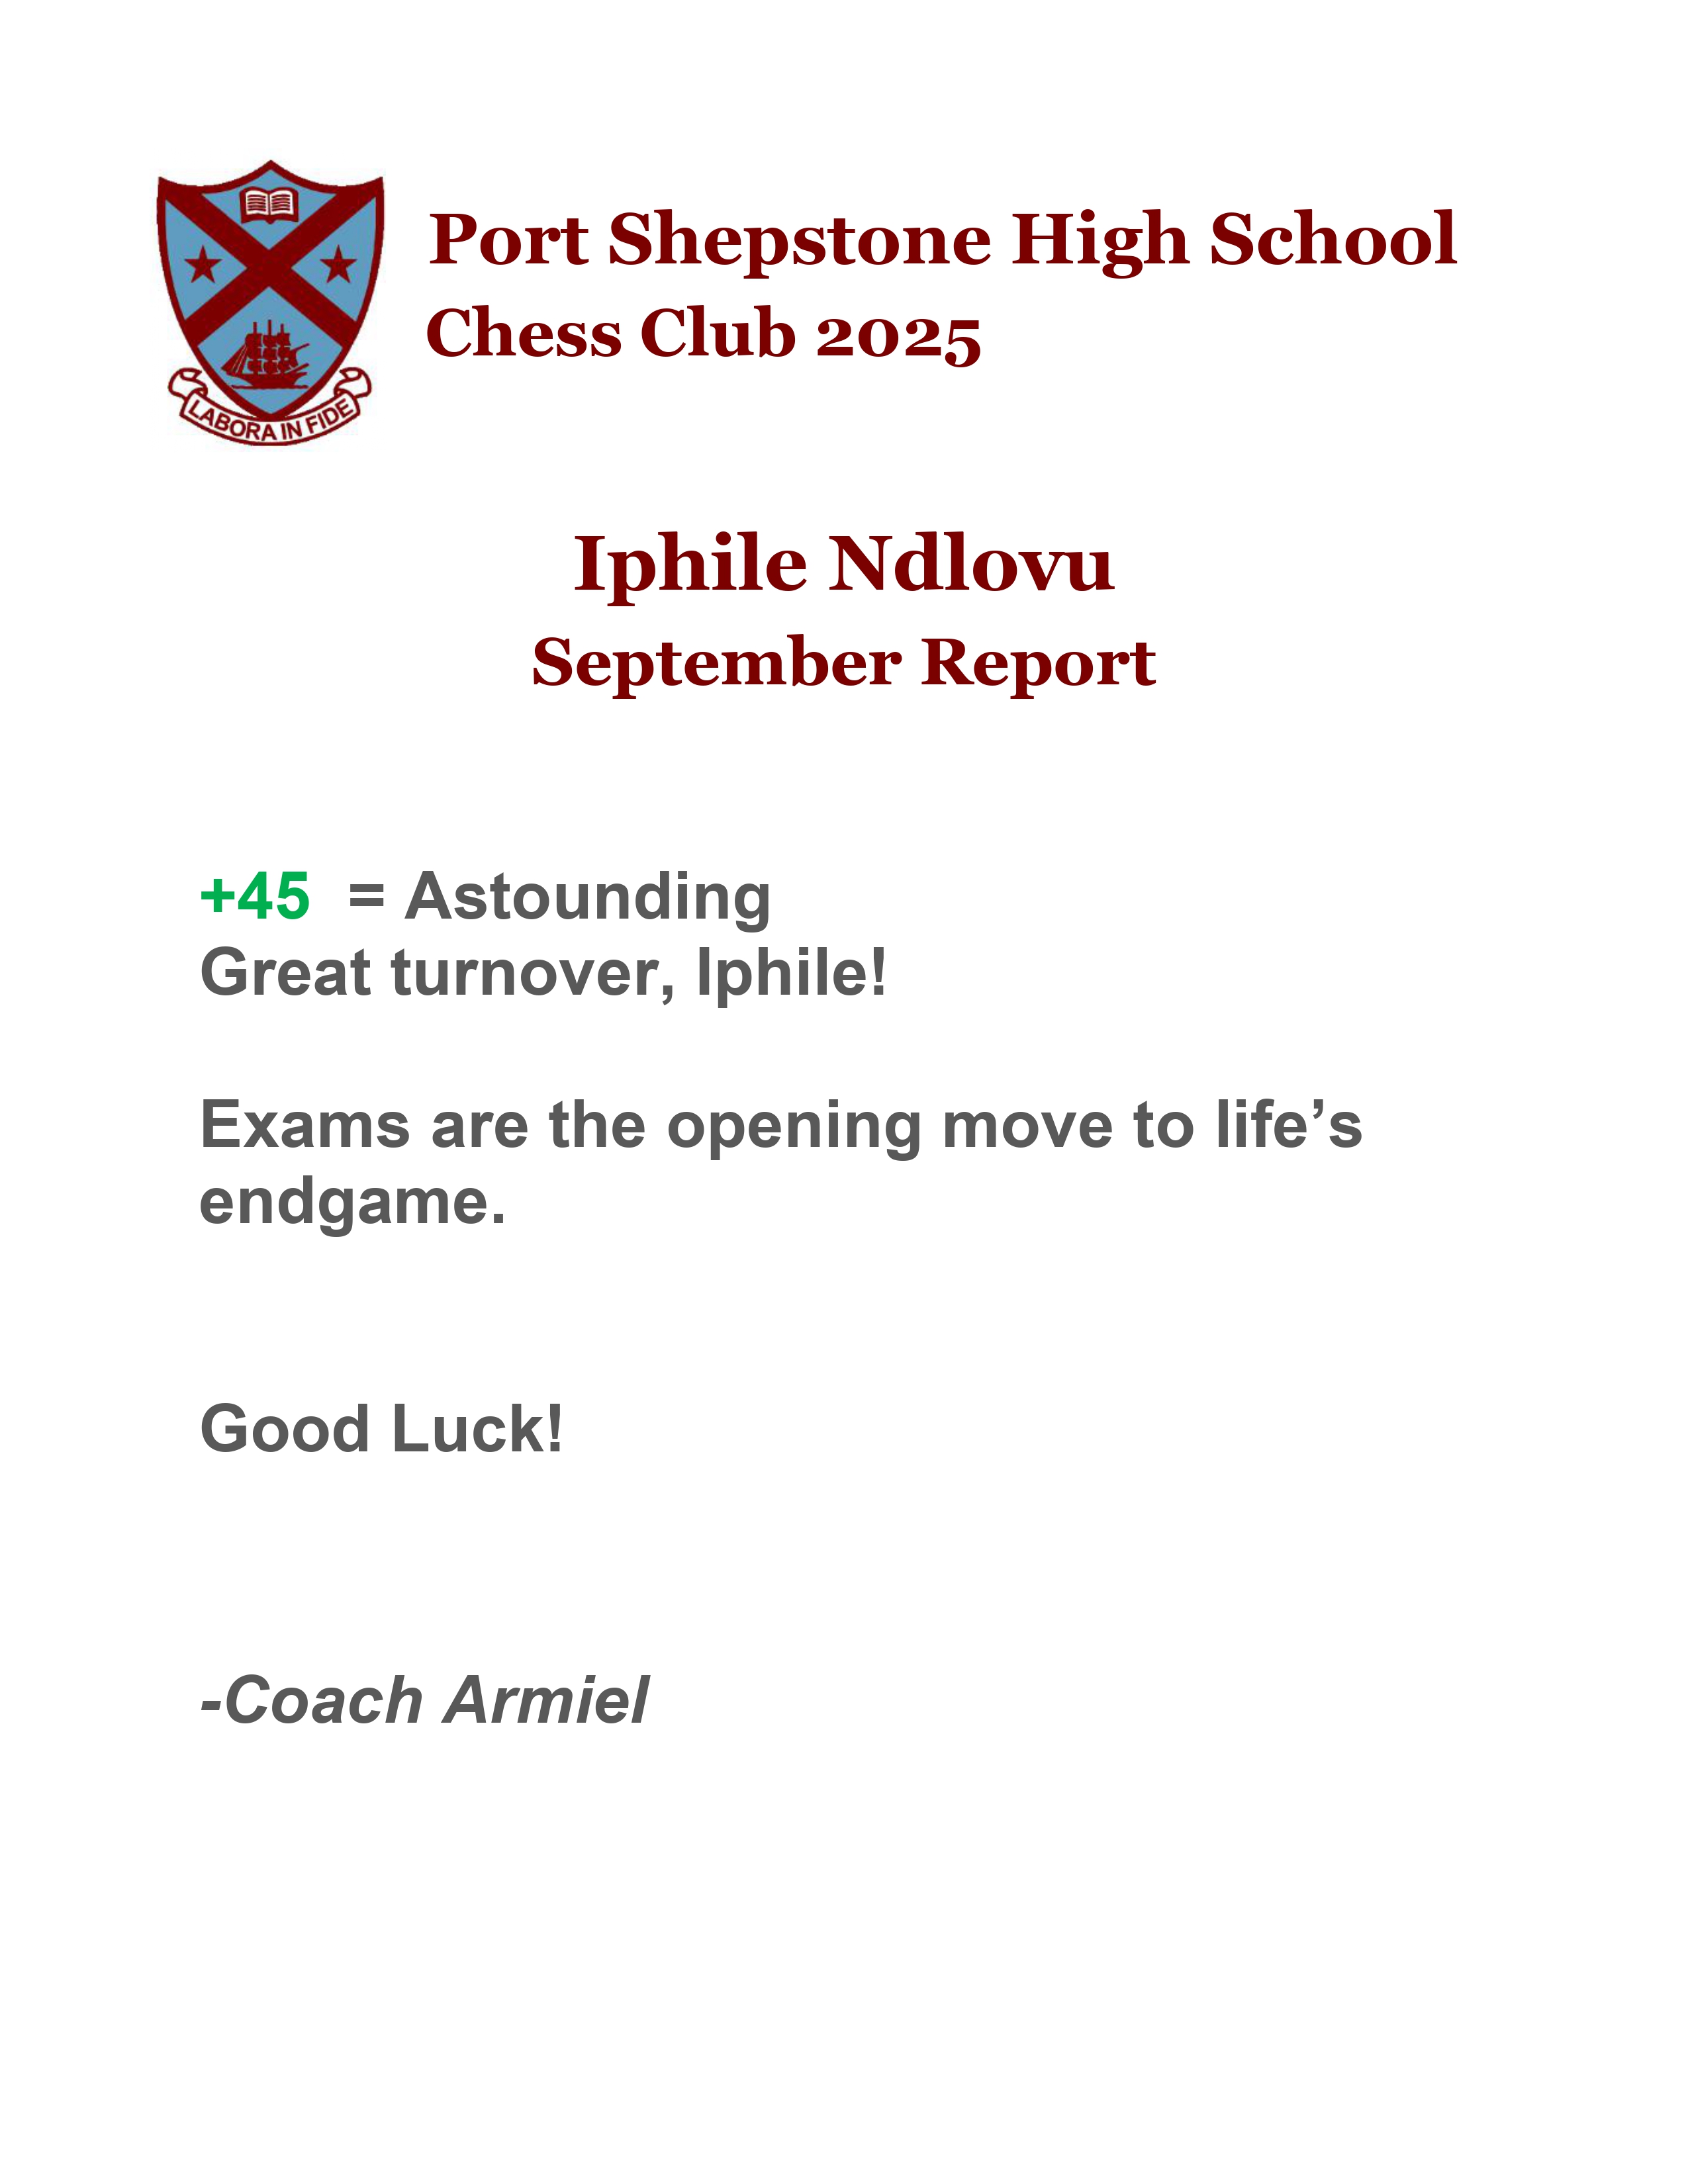 Port Shepstone High School
Chess Club 2025
LABORA IN FIDE
Iphile Ndlovu
September Report
+45 = Astounding
Great turnover, Iphile!
Exams are the opening move to life’s
endgame.
Good Luck!
-Coach Armiel